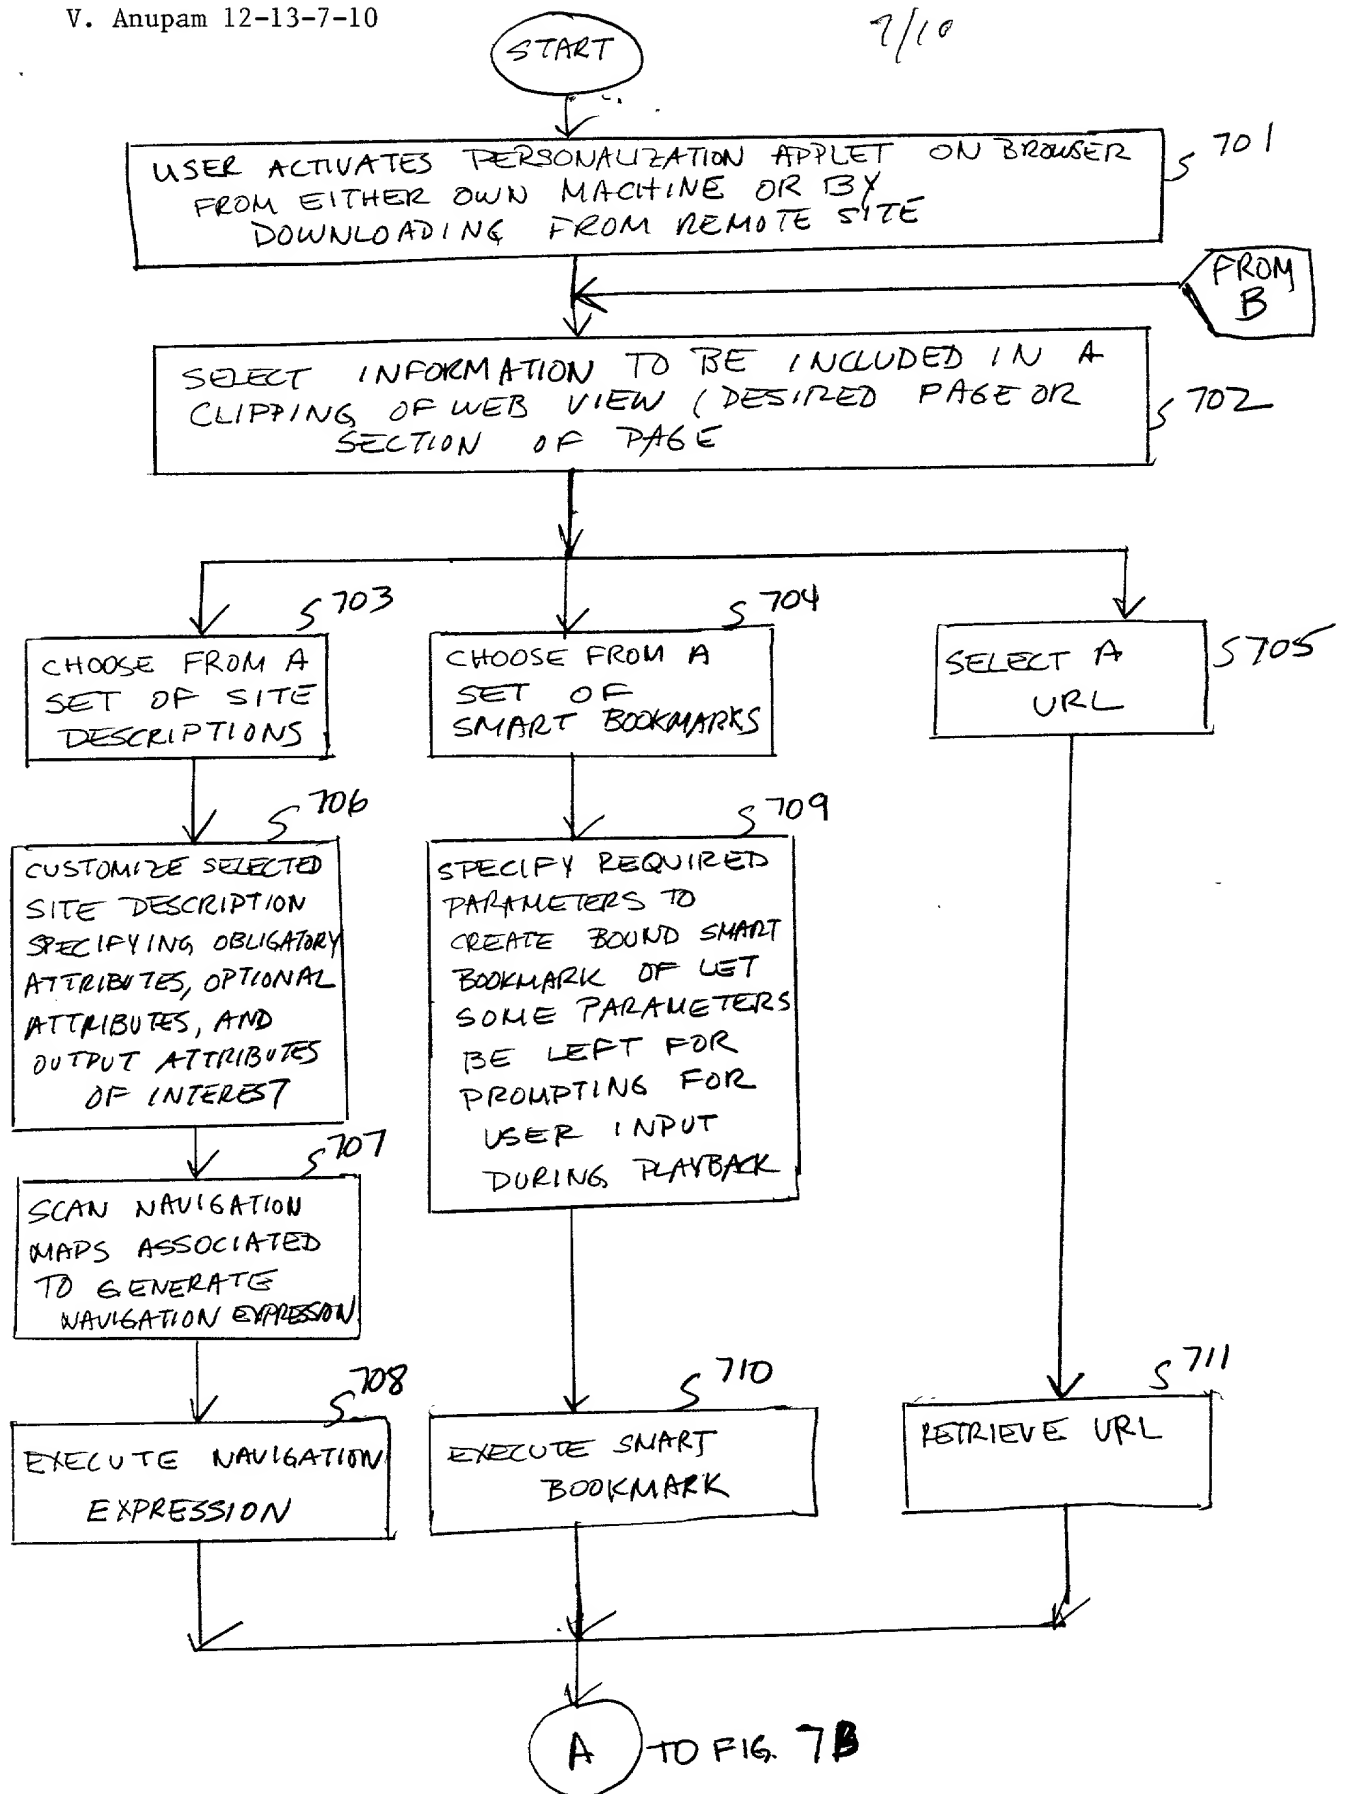 V. Anupam 12-13-7-10
7/10
START
USER ACTIVATES PERSONALIZATION APPLET ON BROWSER
FROM EITHER OWN MACHINE OR BY
DOWNLOADING FROM REMOTE SITE
701
FROM
B
SELECT INFORMATION TO BE INCLUDED IN A
CLIPPING OF WEB VIEW (DESIRED PAGE OR
SECTION OF PAGE
702
703
CHOOSE FROM A
SET OF SITE
DESCRIPTIONS
704
CHOOSE FROM A
SET OF
SMART BOOKMARKS
705
SELECT A
URL
706
CUSTOMIZE SELECTED
SITE DESCRIPTION
SPECIFYING OBLIGATORY
ATTRIBUTES, OPTIONAL
ATTRIBUTES, AND
OUTPUT ATTRIBUTES
OF INTEREST
709
SPECIFY REQUIRED
PARAMETERS TO
CREATE BOUND SMART
BOOKMARK OF LET
SOME PARAMETERS
BE LEFT FOR
PROMPTING FOR
USER INPUT
DURING PLAYBACK
707
SCAN NAVIGATION
MAPS ASSOCIATED
TO GENERATE
NAVIGATION EXPRESSON
708
EXECUTE NAVIGATION
EXPRESSION
710
EXECUTE SMART
BOOKMARK
711
RETRIEVE URL
A
TO FIG. 7B